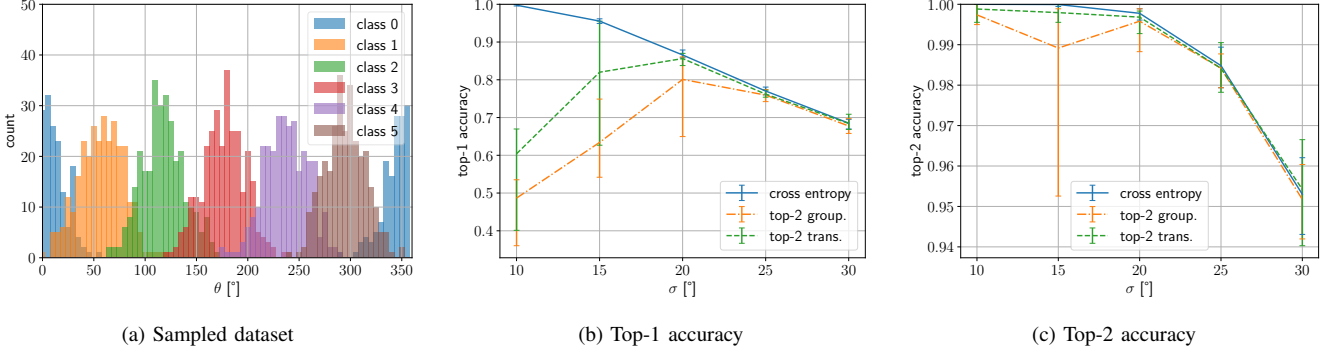 50
40
30
20
10
0
count
0 50 100 150 200 250 300 350
θ [°]
class 0
class 1
class 2
class 3
class 4
class 5
(a) Sampled dataset
1.0
0.9
0.8
0.7
0.6
0.5
0.4
top-1 accuracy
10 15 20 25 30
σ [°]
cross entropy
top-2 group.
top-2 trans.
(b) Top-1 accuracy
1.00
0.99
0.98
0.97
0.96
0.95
0.94
top-2 accuracy
10 15 20 25 30
σ [°]
cross entropy
top-2 group.
top-2 trans.
(c) Top-2 accuracy